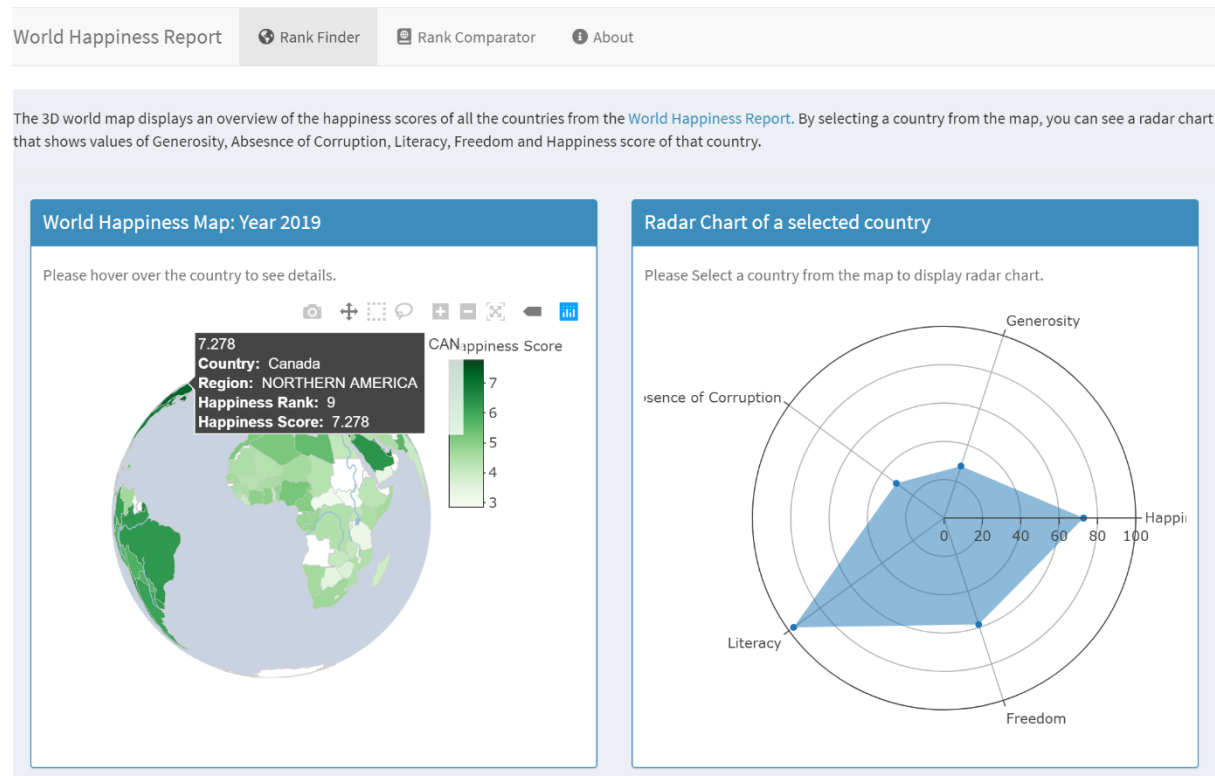 World Happiness Report
Rank Finder
Rank Comparator
About
The 3D world map displays an overview of the happiness scores of all the countries from the World Happiness Report. By selecting a country from the map, you can see a radar chart
that shows values of Generosity, Absesnce of Corruption, Literacy, Freedom and Happiness score of that country.
World Happiness Map: Year 2019
Please hover over the country to see details.
7.278
CAN
appiness Score
Country: Canada
Region: NORTHERN AMERICA
Happiness Rank: 9
Happiness Score: 7.278
7
6
5
4
3
Radar Chart of a selected country
Please Select a country from the map to display radar chart.
Generosity
sence of Corruption
Happi
0 20 40 60 80 100
Literacy
Freedom